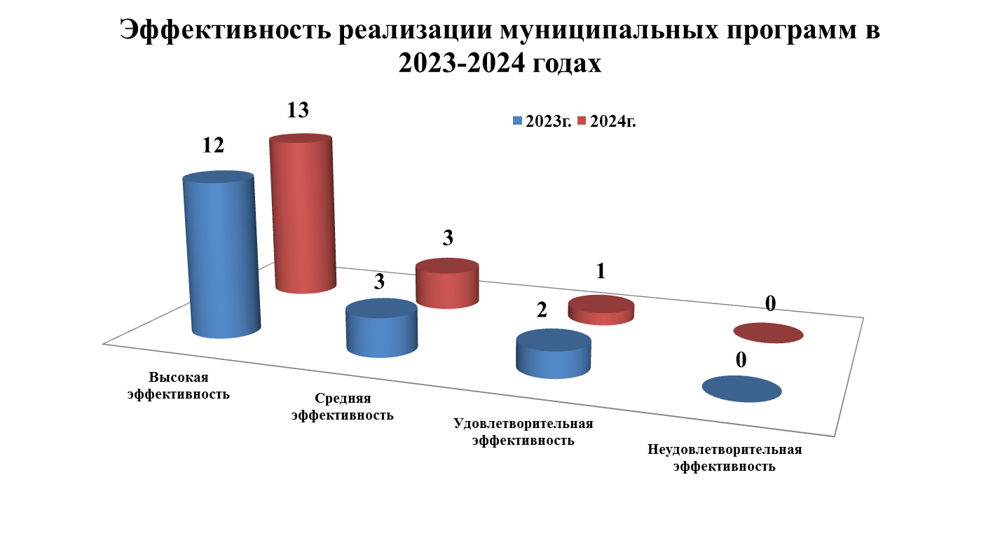 Эффективность реализации муниципальных программ в
2023-2024 годах
2023г. 2024г.
13
12
3
3
1
2
0
0
Высокая
эффективность
Средняя
эффективность
Удовлетворительная
эффективность
Неудовлетворительная
эффективность